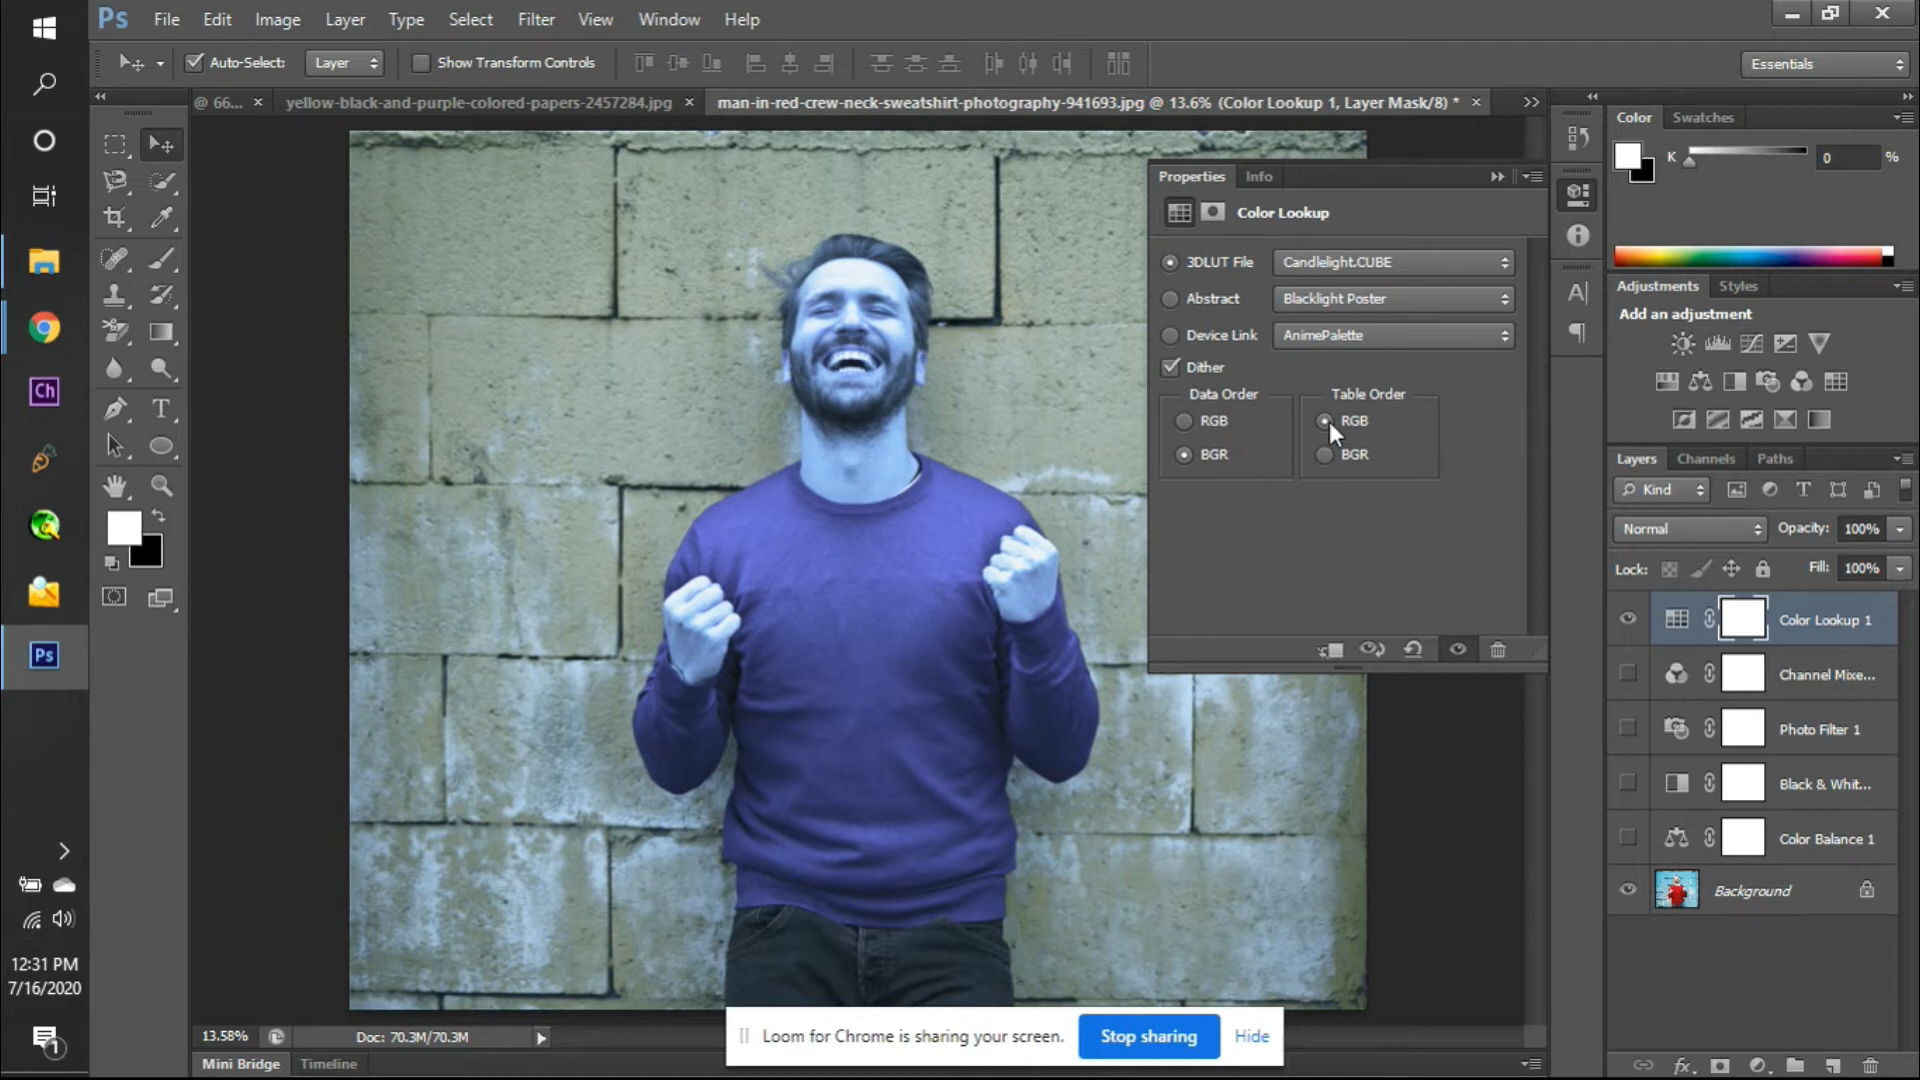 Ps File Edit Image Layer Type Select Filter View Window Help
Auto-Select: Layer Show Transform Controls Essentials
@ 66... × yellow-black-and-purple-colored-papers-2457284.jpg × man-in-red-crew-neck-sweatshirt-photography-941693.jpg @ 13.6% (Color Lookup 1, Layer Mask/8) * ×
Color Swatches
K 0 %
Properties Info
Color Lookup
3DLUT File Candlelight.CUBE
Abstract Blacklight Poster
Device Link AnimePalette
Dither
Data Order Table Order
RGB RGB
BGR BGR
Adjustments Styles
Add an adjustment
Layers Channels Paths
Kind
Normal Opacity: 100%
Lock: Fill: 100%
Color Lookup 1
Channel Mixe...
Photo Filter 1
Black & Whit...
Color Balance 1
Background
Ch
Ps
12:31 PM
7/16/2020
1
13.58% Doc: 70.3M/70.3M
Loom for Chrome is sharing your screen. Stop sharing Hide
Mini Bridge Timeline